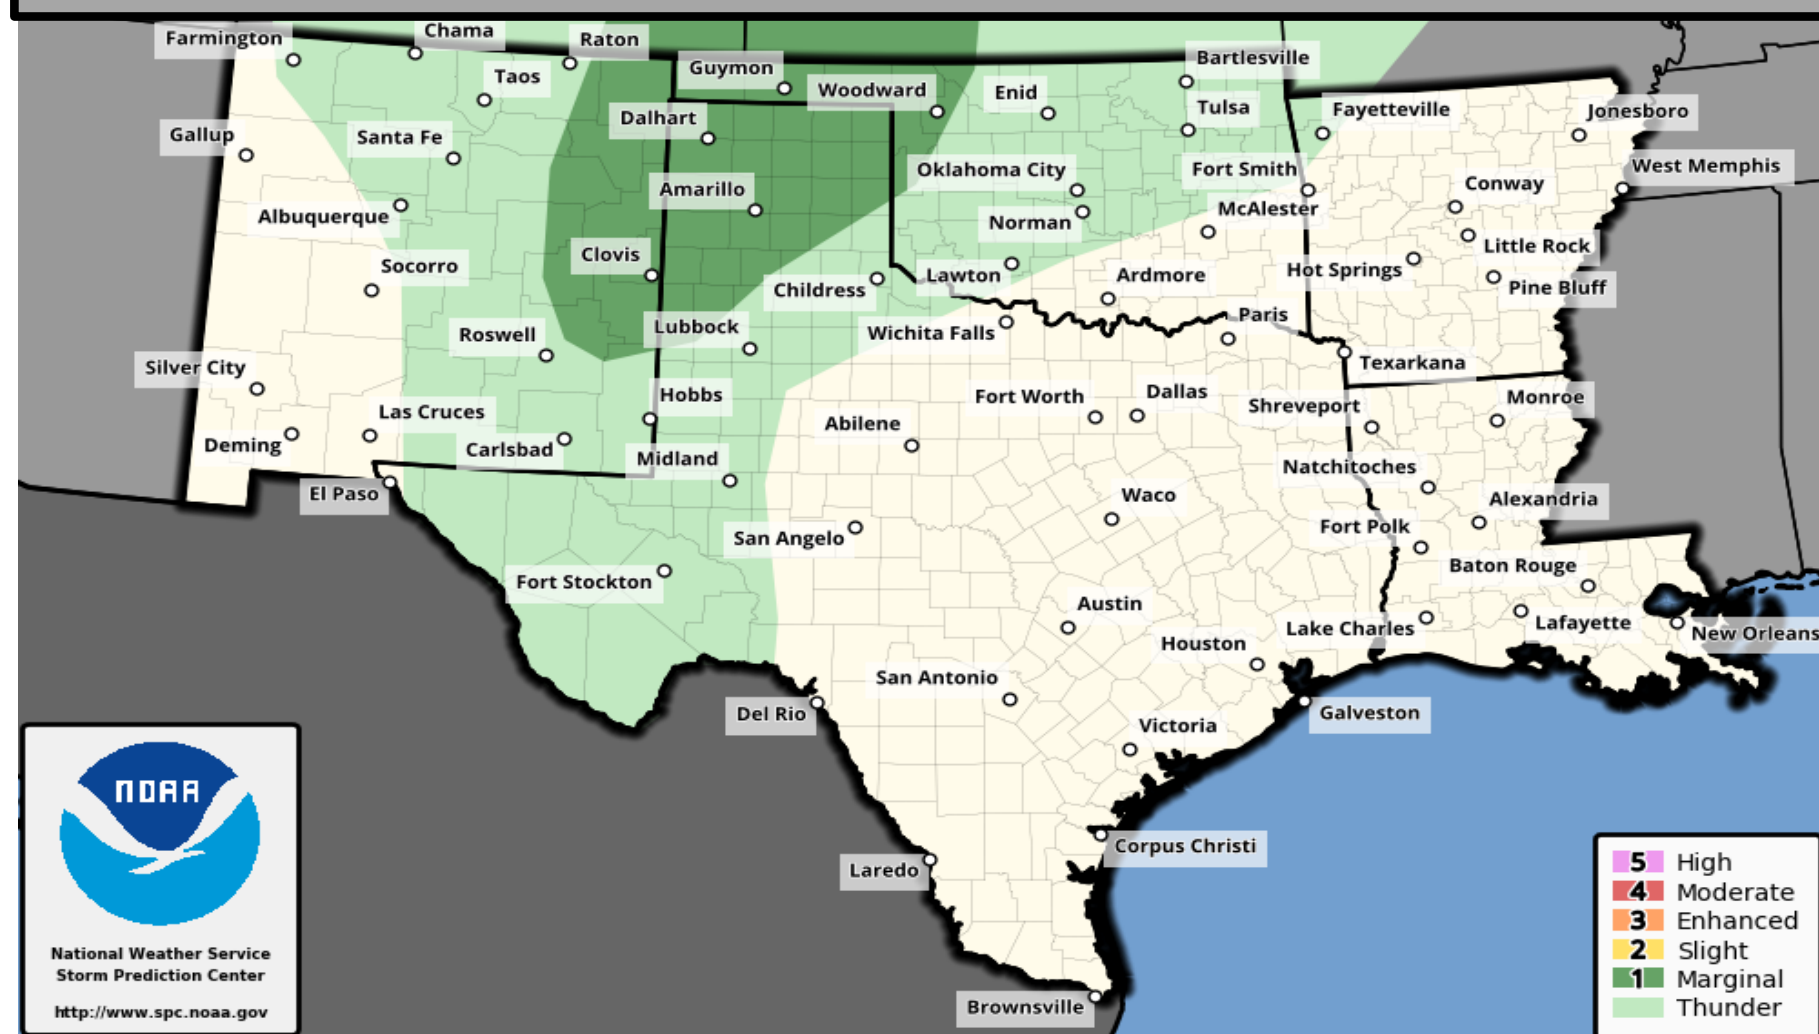 Farmington
Chama
Raton
Guymon
Bartlesville
Taos
Woodward
Enid
Tulsa
Fayetteville
Jonesboro
Gallup
Santa Fe
Dalhart
Oklahoma City
Fort Smith
West Memphis
Albuquerque
Amarillo
Norman
McAlester
Conway
Socorro
Clovis
Childress
Lawton
Ardmore
Hot Springs
Little Rock
Pine Bluff
Roswell
Lubbock
Wichita Falls
Paris
Texarkana
Silver City
Hobbs
Fort Worth
Dallas
Shreveport
Monroe
Las Cruces
Abilene
Deming
Carlsbad
Midland
Natchitoches
El Paso
Waco
Alexandria
San Angelo
Fort Polk
Fort Stockton
Baton Rouge
Austin
Lake Charles
Lafayette
New Orleans
Houston
San Antonio
Del Rio
Victoria
Galveston
Corpus Christi
Laredo
Brownsville
NOAA
National Weather Service
Storm Prediction Center
http://www.spc.noaa.gov
5 High
4 Moderate
3 Enhanced
2 Slight
1 Marginal
Thunder